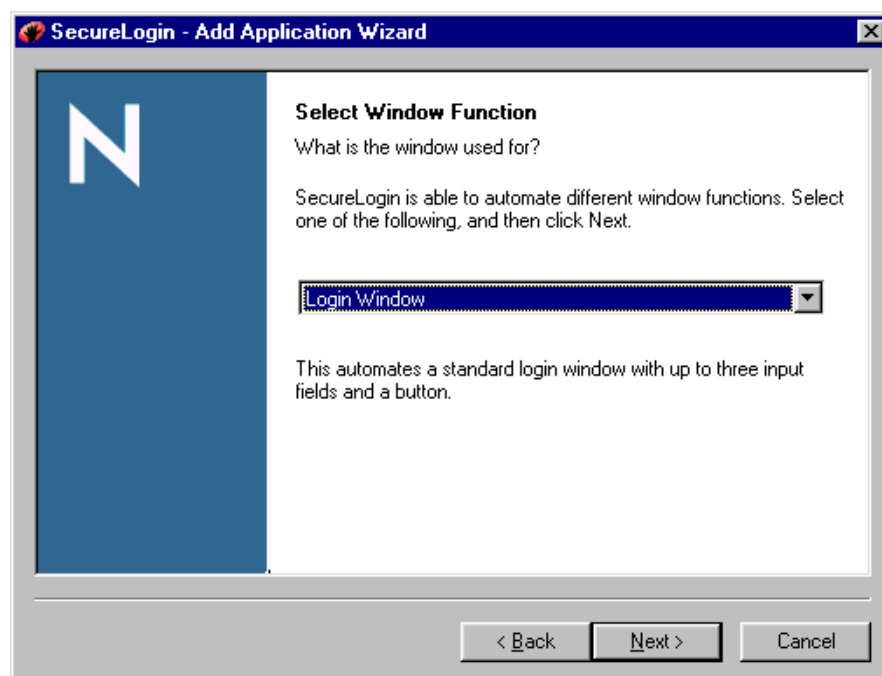 SecureLogin - Add Application Wizard
N
Select Window Function
What is the window used for?
SecureLogin is able to automate different window functions. Select
one of the following, and then click Next.
Login Window
This automates a standard login window with up to three input
fields and a button.
< Back
Next >
Cancel